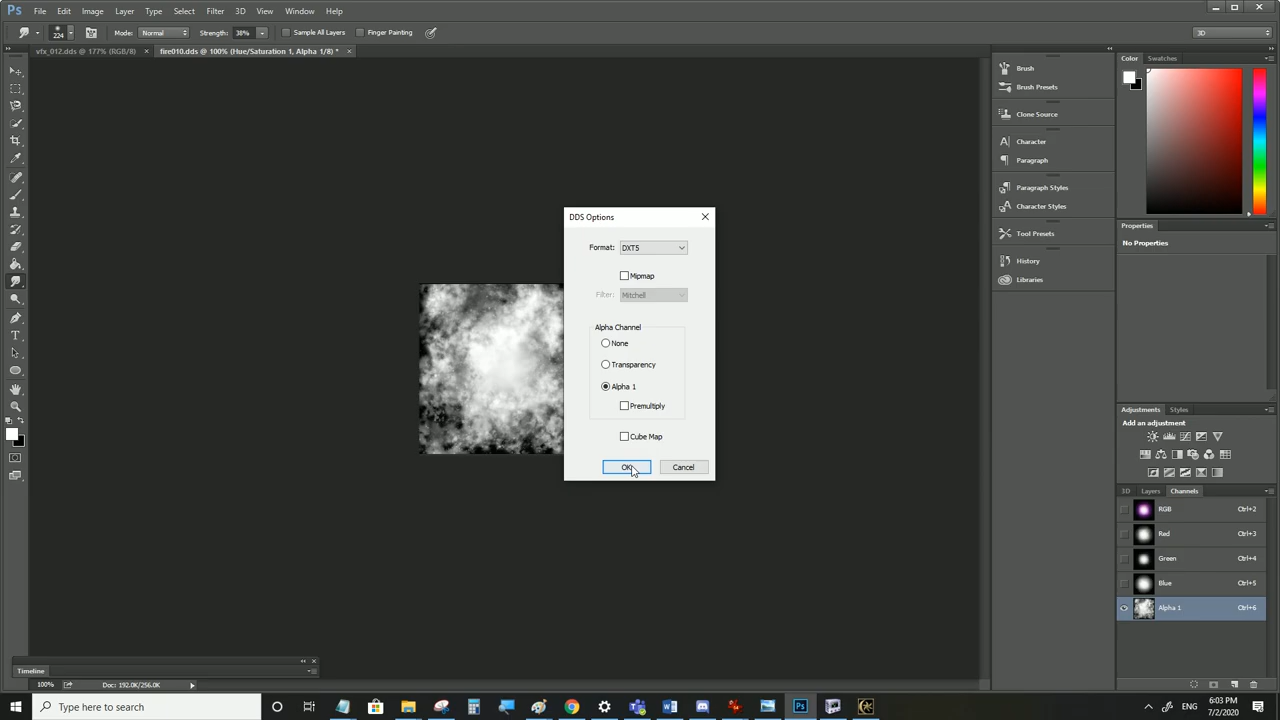 Ps File Edit Image Layer Type Select Filter 3D View Window Help
224 Mode: Normal Strength: 38% Sample All Layers Finger Painting 3D
vfx_012.dds @ 177% (RGB/8) × fire010.dds @ 100% (Hue/Saturation 1, Alpha 1/8) * ×
Brush
Brush Presets
Clone Source
Character
Paragraph
Paragraph Styles
Character Styles
Tool Presets
History
Libraries
Color Swatches
Properties
No Properties
DDS Options
Format: DXT5
Mipmap
Filter: Mitchell
Alpha Channel
None
Transparency
Alpha 1
Premultiply
Cube Map
OK Cancel
Adjustments Styles
Add an adjustment
3D Layers Channels
RGB Ctrl+2
Red Ctrl+3
Green Ctrl+4
Blue Ctrl+5
Alpha 1 Ctrl+6
Timeline
100% Doc: 192.0K/256.0K
Type here to search
ENG 6:03 PM
7/2/2020